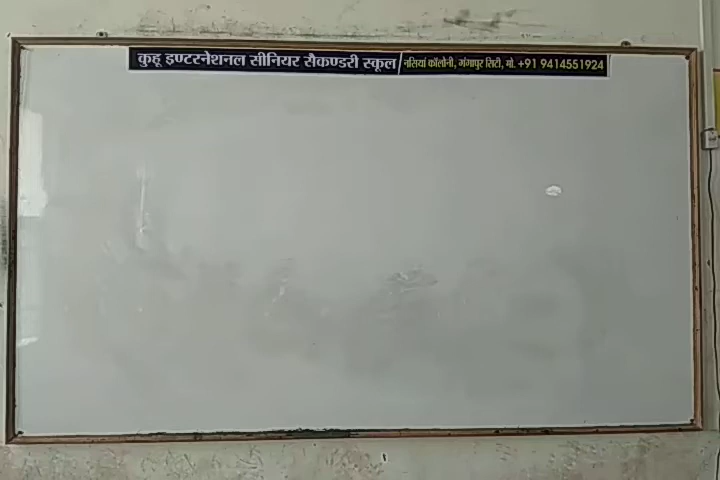 कुहू इण्टरनेशनल सीनियर सैकण्डरी स्कूल नसियां कॉलोनी, गंगापुर सिटी, मो. +91 9414551924